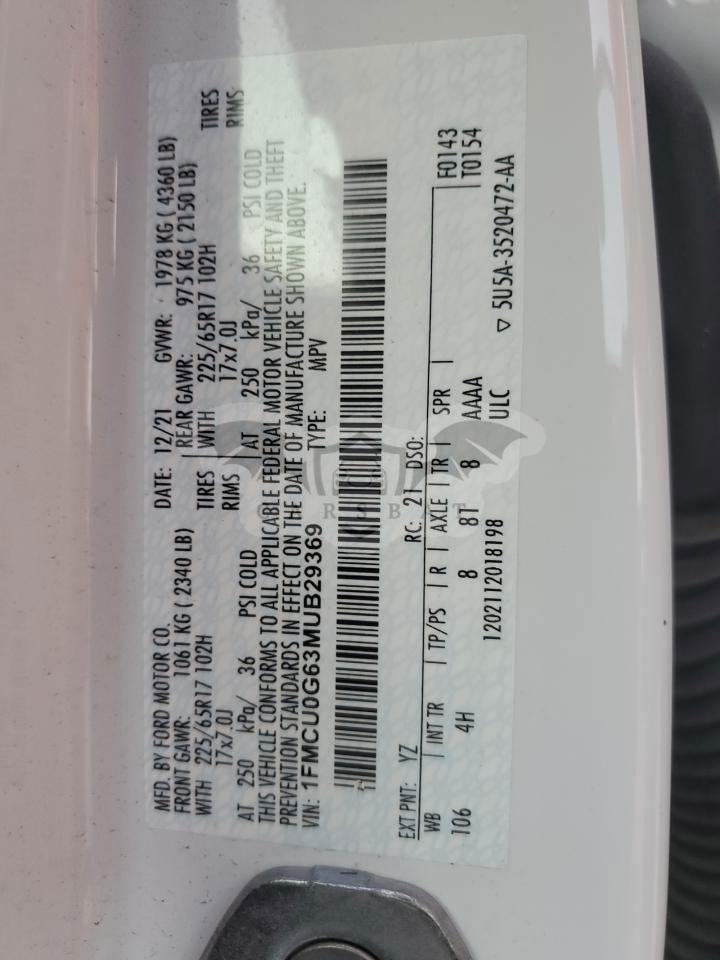 MFD. BY FORD MOTOR CO. DATE: 12/21 GVWR: 1978 KG ( 4360 LB)
FRONT GAWR: 1061 KG ( 2340 LB) REAR GAWR: 975 KG ( 2150 LB)
WITH 225/65R17 102H TIRES WITH 225/65R17 102H TIRES
17x7.0J RIMS 17x7.0J RIMS
AT 250 kPa/ 36 PSI COLD AT 250 kPa/ 36 PSI COLD
THIS VEHICLE CONFORMS TO ALL APPLICABLE FEDERAL MOTOR VEHICLE SAFETY AND THEFT
PREVENTION STANDARDS IN EFFECT ON THE DATE OF MANUFACTURE SHOWN ABOVE.
VIN: 1FMCU0G63MUB29369 TYPE: MPV
EXT PNT: YZ RC: 21 DSO: F0143
WB INT TR TP/PS R AXLE TR SPR T0154
106 4H 8 81 8 AAAA
1202112018198 ULC ▽ 5U5A-3520472-AA